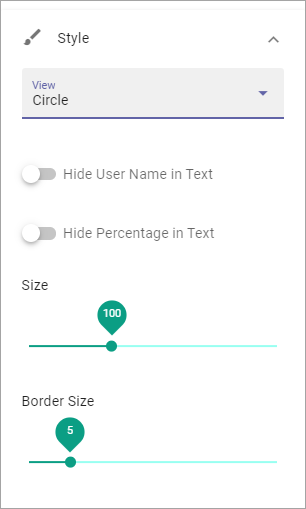 Style
View
Circle
Hide User Name in Text
Hide Percentage in Text
Size
100
Border Size
5